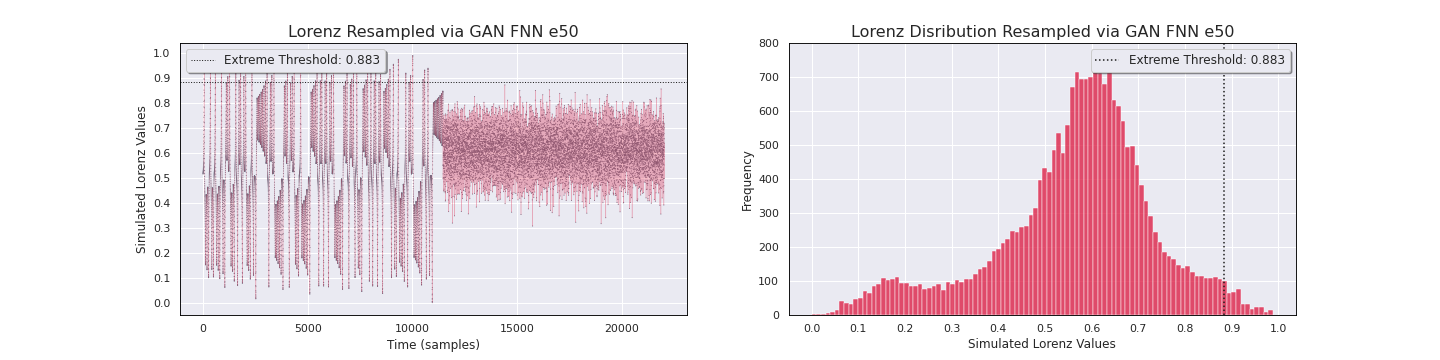 Lorenz Resampled via GAN FNN e50
Extreme Threshold: 0.883
1.0
0.9
0.8
0.7
0.6
0.5
0.4
0.3
0.2
0.1
0.0
Simulated Lorenz Values
0 5000 10000 15000 20000
Time (samples)
Lorenz Disribution Resampled via GAN FNN e50
Extreme Threshold: 0.883
800
700
600
500
400
300
200
100
0
Frequency
0.0 0.1 0.2 0.3 0.4 0.5 0.6 0.7 0.8 0.9 1.0
Simulated Lorenz Values